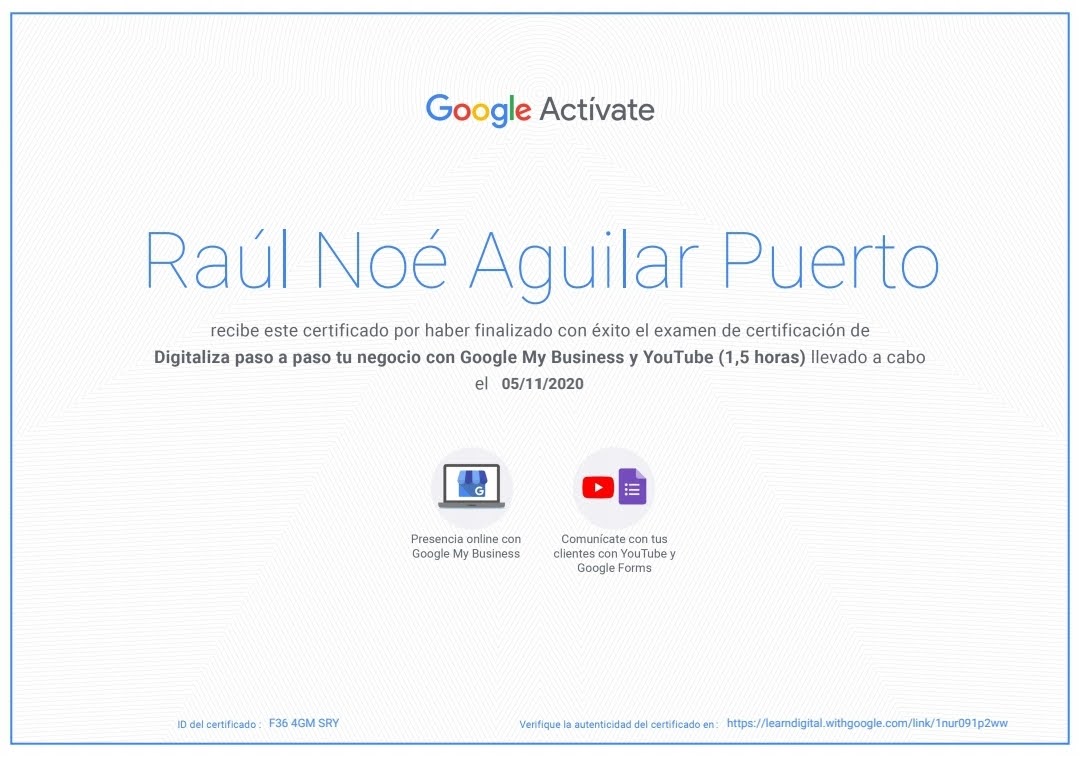 Google Actívate
Raúl Noé Aguilar Puerto
recibe este certificado por haber finalizado con éxito el examen de certificación de
Digitaliza paso a paso tu negocio con Google My Business y YouTube (1,5 horas) llevado a cabo
el 05/11/2020
G
Presencia online con
Google My Business
Comunícate con tus
clientes con YouTube y
Google Forms
ID del certificado : F36 4GM SRY
Verifique la autenticidad del certificado en : https://learndigital.withgoogle.com/link/1nur091p2ww